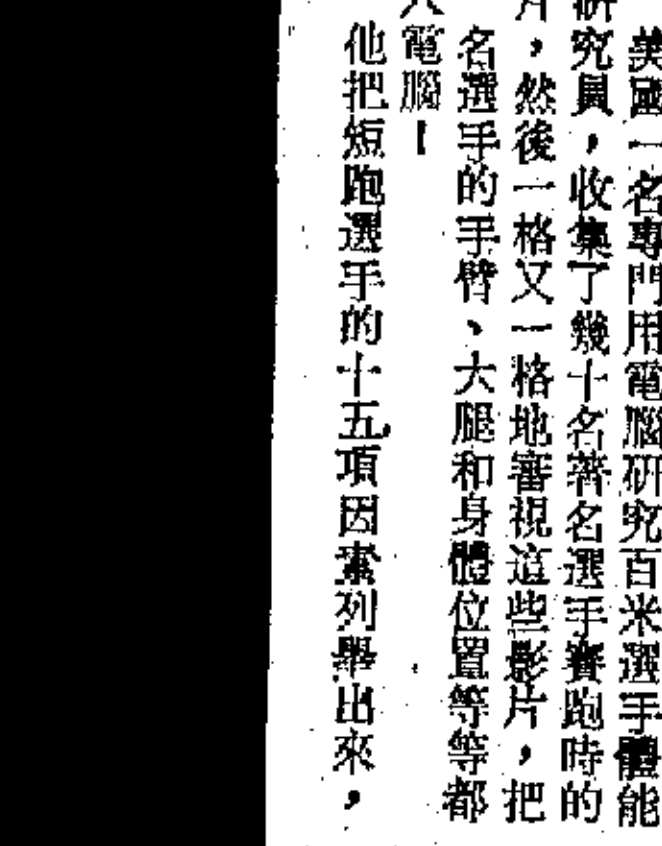 美國一名專門用電腦研究百米選手體能
研究員，收集了幾十名著名選手賽跑時的
片，然後一格又一格地審視這些影片，把
名選手的手臂、大腿和身體位置等等都
入電腦！
他把短跑選手的十五項因素列舉出來，